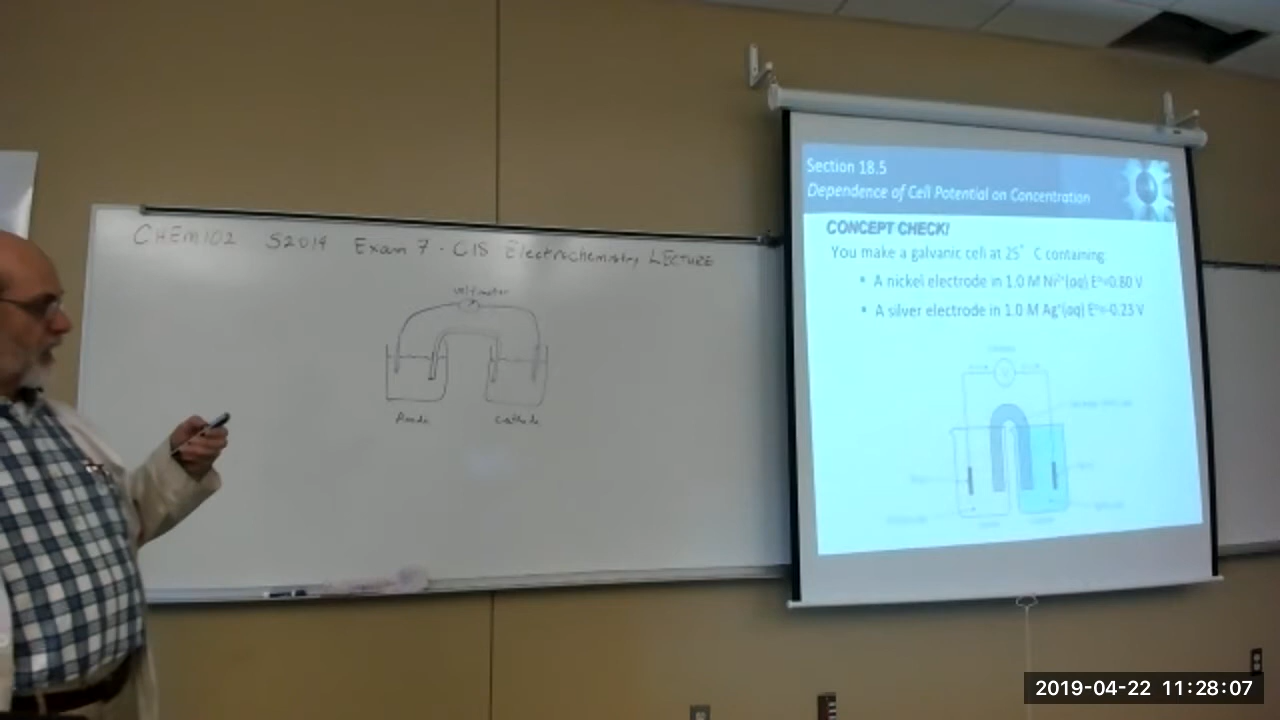 CHEM102 S2019 Exam 7 - C18 Electrochemistry LECTURE
voltmeter
Anode
Cathode
Section 18.5
Dependence of Cell Potential on Concentration
CONCEPT CHECK!
You make a galvanic cell at 25° C containing:
• A nickel electrode in 1.0 M Ni²⁺(aq) E°=0.80 V
• A silver electrode in 1.0 M Ag⁺(aq) E°=-0.23 V
2019-04-22 11:28:07